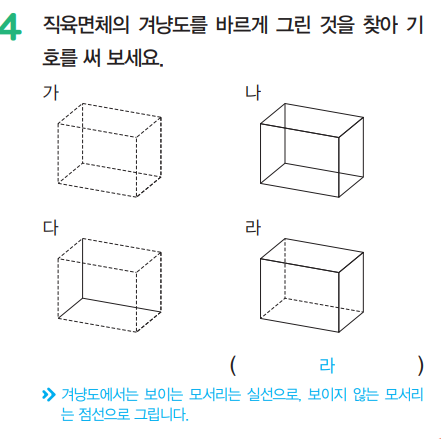 4 직육면체의 겨냥도를 바르게 그린 것을 찾아 기
호를 써 보세요.
가 나
다 라
( 라 )
겨냥도에서는 보이는 모서리는 실선으로, 보이지 않는 모서리
는 점선으로 그립니다.